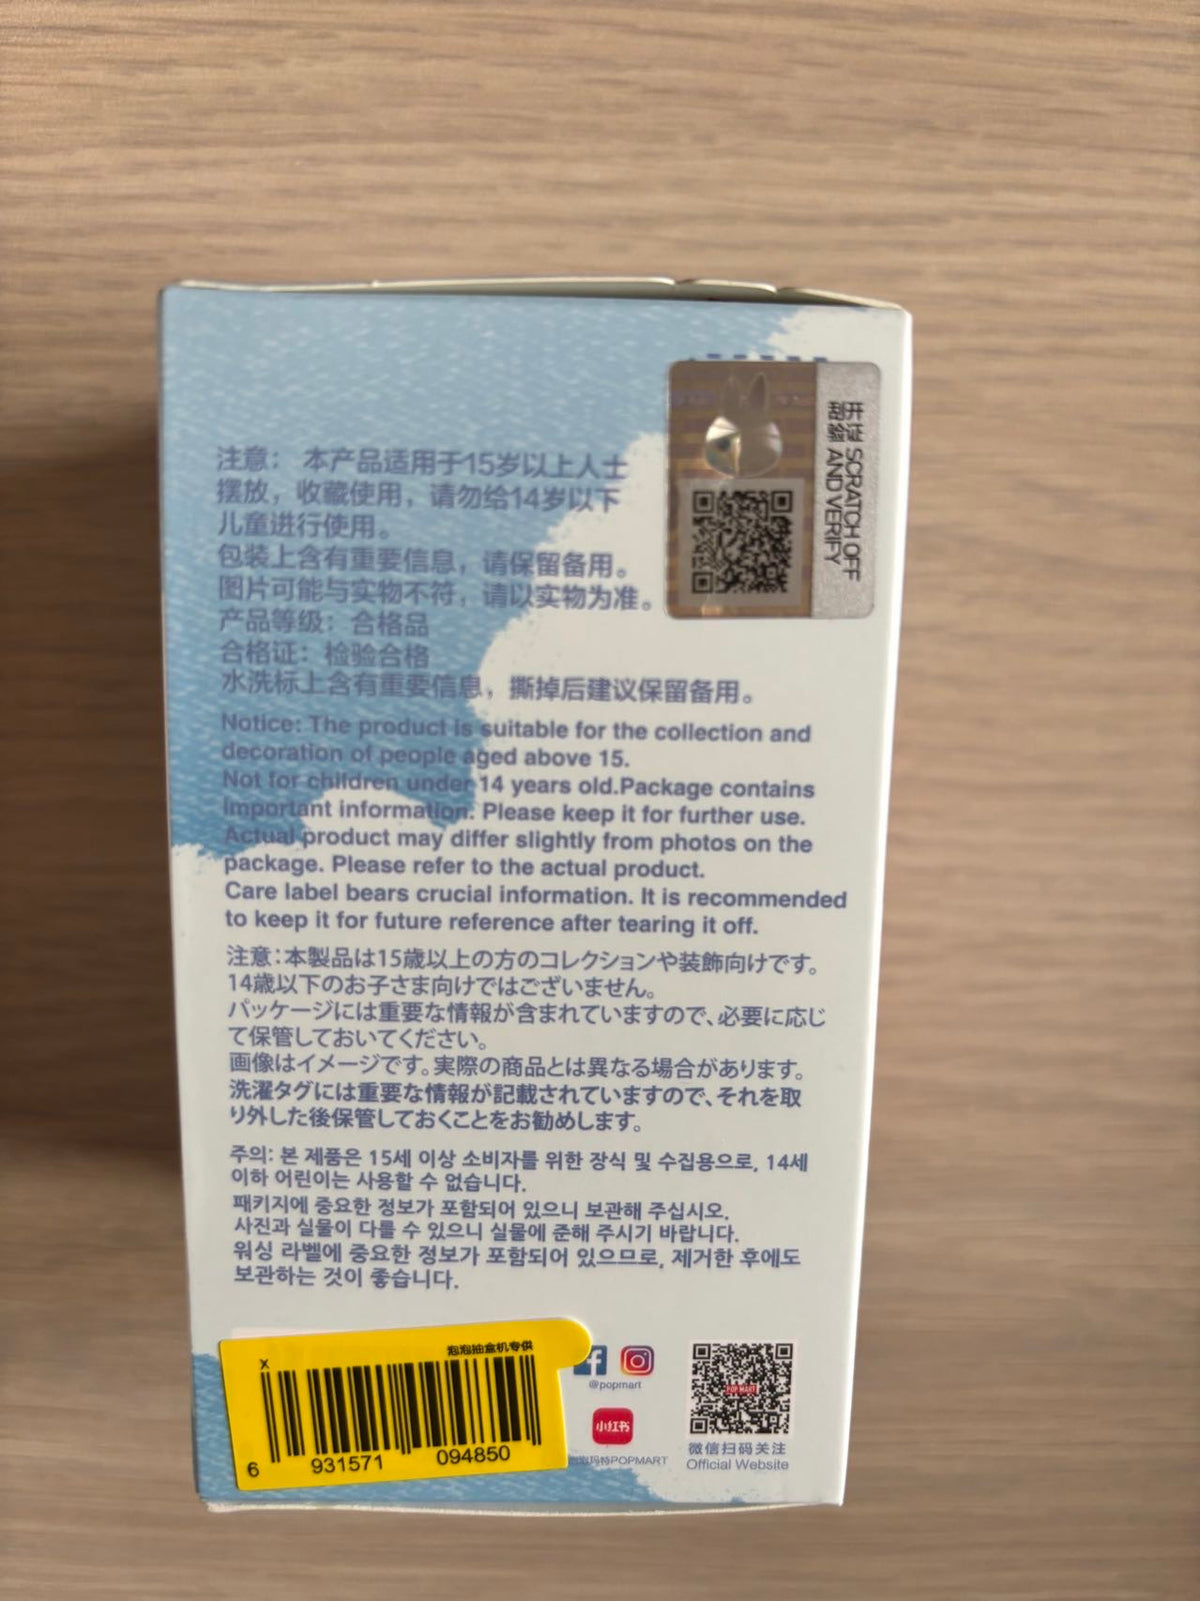 开 证 SCRATCH OFF
刮 验 AND VERIFY
注意： 本产品适用于15岁以上人士
摆放，收藏使用，请勿给14岁以下
儿童进行使用。
包装上含有重要信息，请保留备用。
图片可能与实物不符，请以实物为准。
产品等级：合格品
合格证：检验合格
水洗标上含有重要信息，撕掉后建议保留备用。
Notice: The product is suitable for the collection and
decoration of people aged above 15.
Not for children under 14 years old.Package contains
important information. Please keep it for further use.
Actual product may differ slightly from photos on the
package. Please refer to the actual product.
Care label bears crucial information. It is recommended
to keep it for future reference after tearing it off.
注意：本製品は15歳以上の方のコレクションや装飾向けです。
14歳以下のお子さま向けではございません。
パッケージには重要な情報が含まれていますので、必要に応じ
て保管しておいてください。
画像はイメージです。実際の商品とは異なる場合があります。
洗濯タグには重要な情報が記載されていますので、それを取
り外した後保管しておくことをお勧めします。
주의: 본 제품은 15세 이상 소비자를 위한 장식 및 수집용으로, 14세
이하 어린이는 사용할 수 없습니다.
패키지에 중요한 정보가 포함되어 있으니 보관해 주십시오.
사진과 실물이 다를 수 있으니 실물에 준해 주시기 바랍니다.
워싱 라벨에 중요한 정보가 포함되어 있으므로, 제거한 후에도
보관하는 것이 좋습니다.
泡泡抽盒机专供
X
6 931571 094850
@popmart
小红书
泡泡玛特POPMART
POP MART
微信扫码关注
Official Website